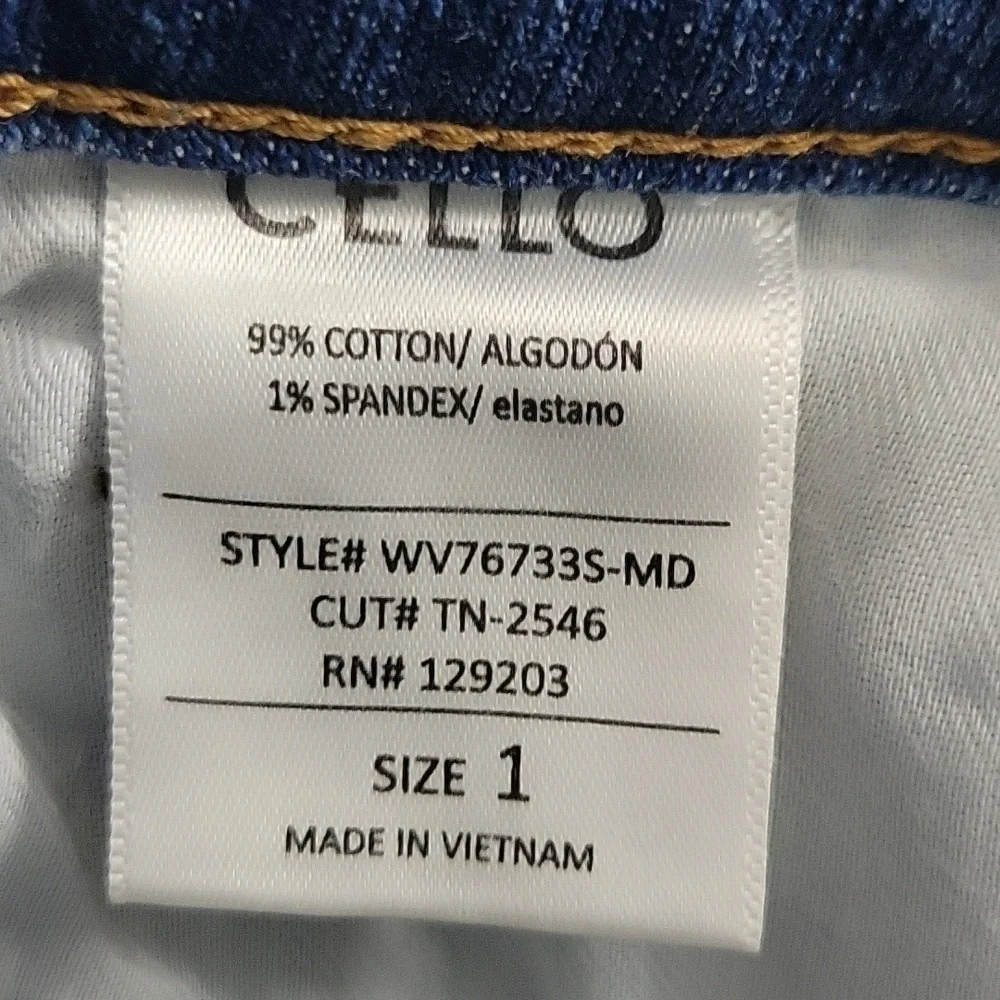 CELLO
99% COTTON/ ALGODÓN
1% SPANDEX/ elastano
STYLE# WV76733S-MD
CUT# TN-2546
RN# 129203
SIZE 1
MADE IN VIETNAM